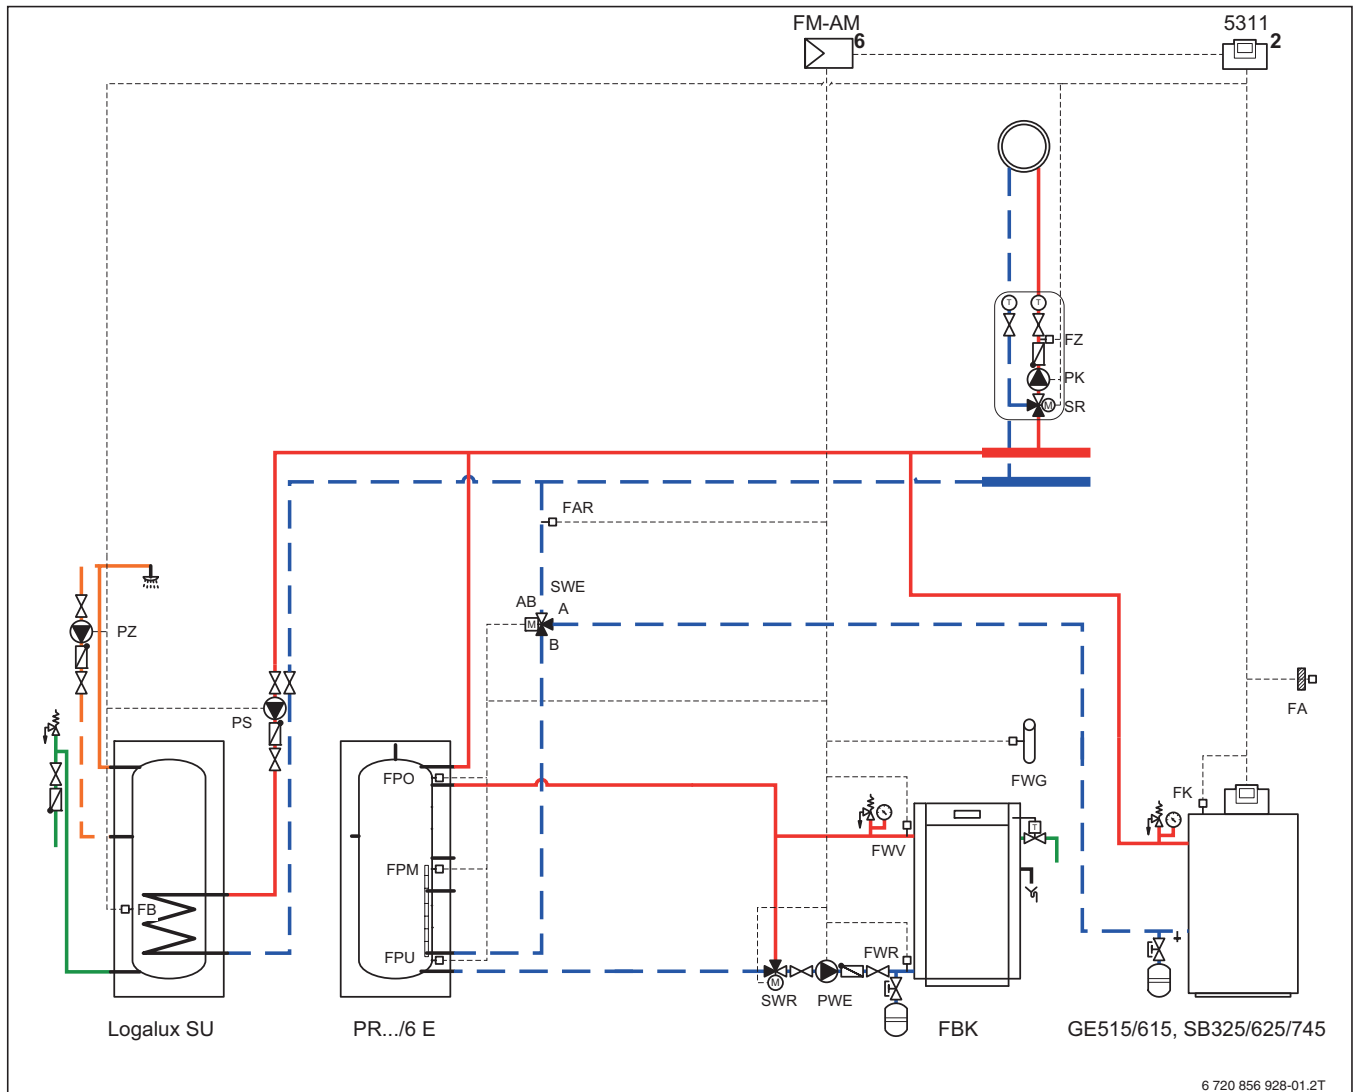 FM-AM
6
5311
2
T
T
FZ
PK
M
SR
FAR
SWE
AB
A
M
B
PZ
PS
FA
FPO
FWG
FK
FWV
T
FPM
FB
FPU
FWR
M
SWR
PWE
Logalux SU
PR.../6 E
FBK
GE515/615, SB325/625/745
6 720 856 928-01.2T